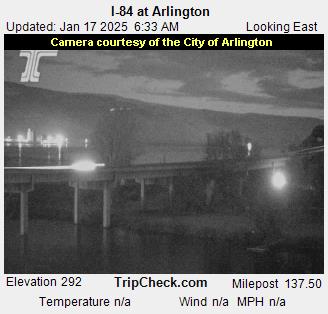 I-84 at Arlington
Updated: Jan 17 2025 6:33 AM Looking East
Camera courtesy of the City of Arlington
Elevation 292 TripCheck.com Milepost 137.50
Temperature n/a Wind n/a MPH n/a